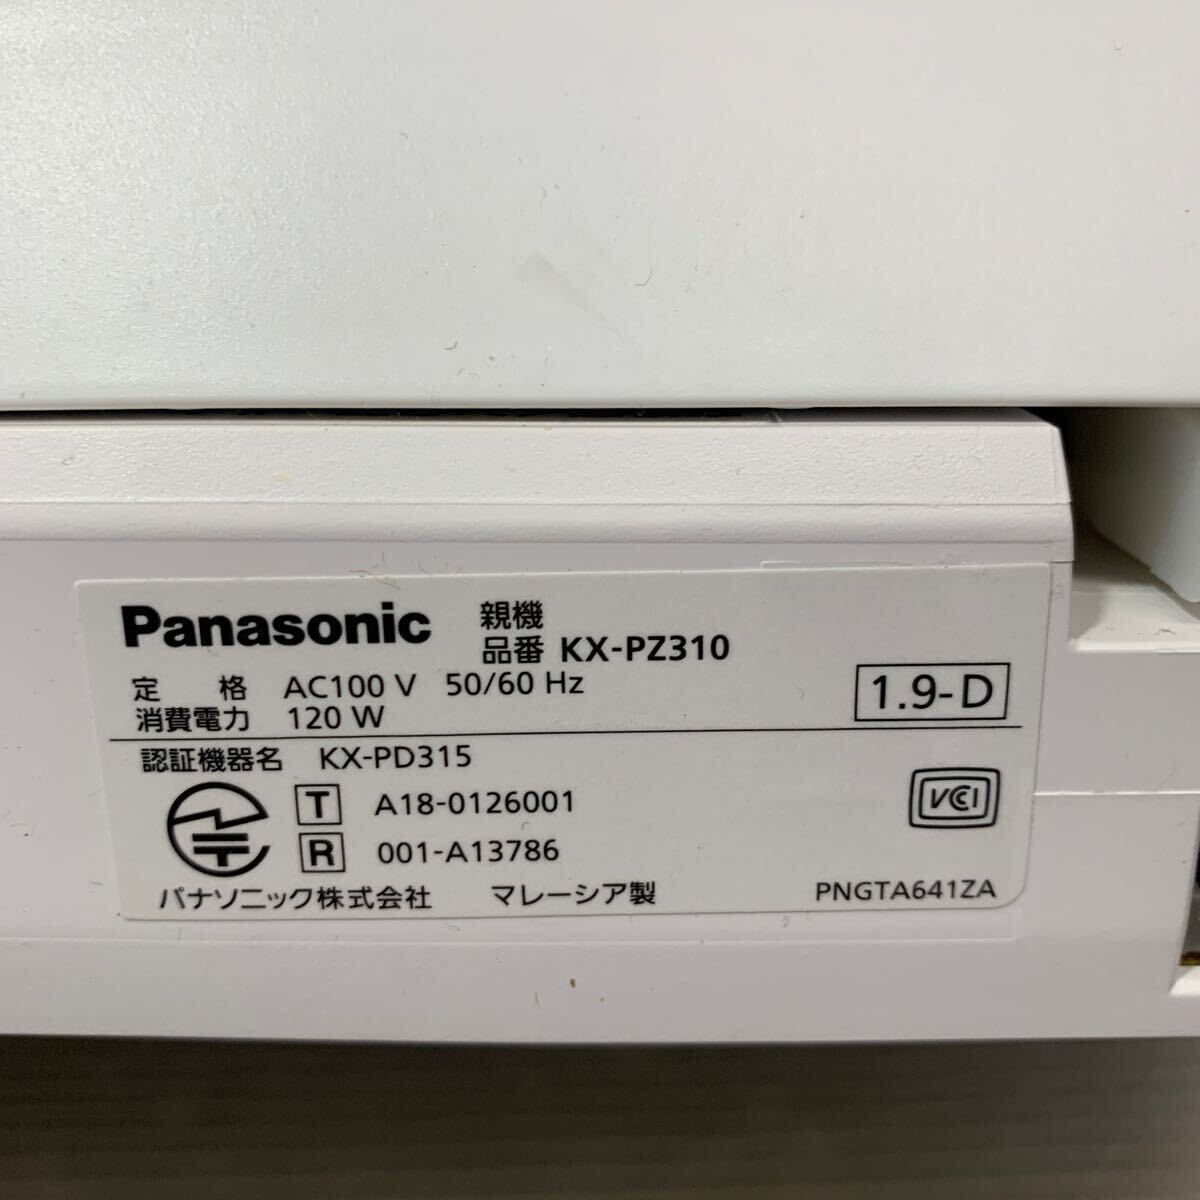 Panasonic 親機
品番 KX-PZ310
定 格 AC100 V 50/60 Hz
消費電力 120 W
1.9-D
認証機器名 KX-PD315
T A18-0126001
R 001-A13786
VCCI
パナソニック株式会社 マレーシア製 PNGTA641ZA